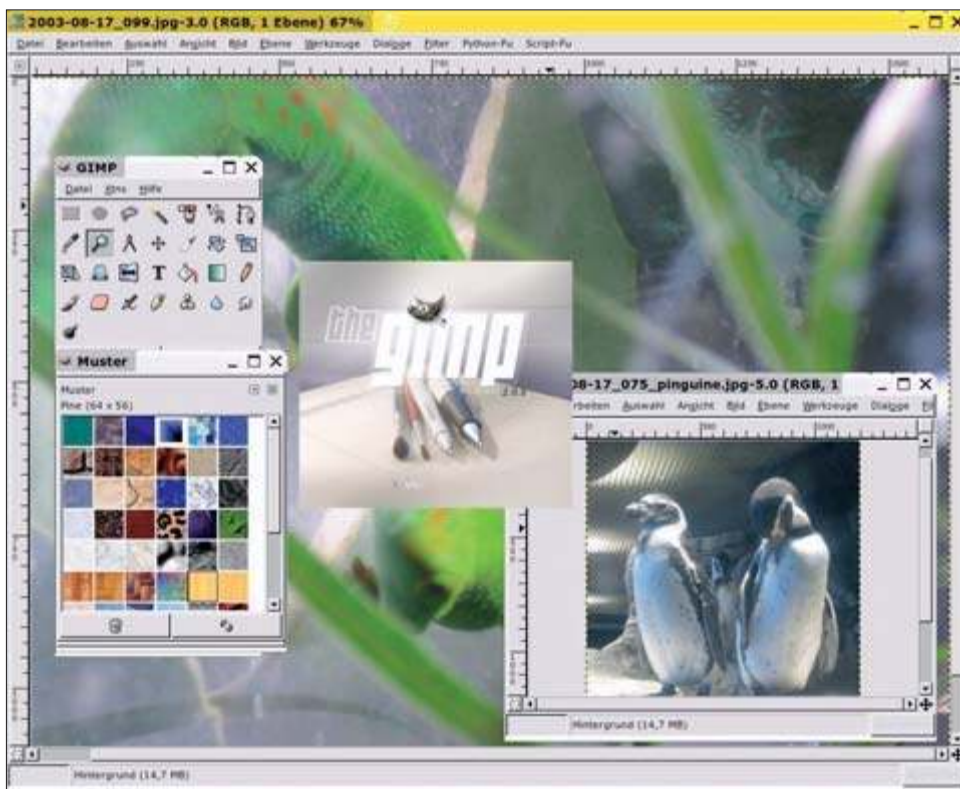 2003-08-17_099.jpg-3.0 (RGB, 1 Ebene) 67%
Datei Bearbeiten Auswahl Ansicht Bild Ebene Werkzeuge Dialoge Filter Python-Fu Script-Fu
GIMP
Datei Xtns Hilfe
the gimp
Muster
Muster
Pine (64 x 56)
08-17_075_pinguine.jpg-5.0 (RGB, 1
rbeiten Auswahl Ansicht Bild Ebene Werkzeuge Dialoge
Hintergrund (14,7 MB)
Hintergrund (14,7 MB)